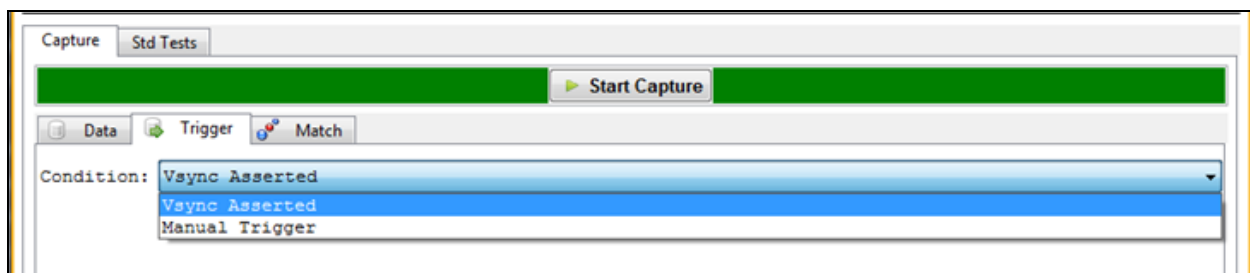 Capture Std Tests
Start Capture
Data Trigger Match
Condition: Vsync Asserted
Vsync Asserted
Manual Trigger